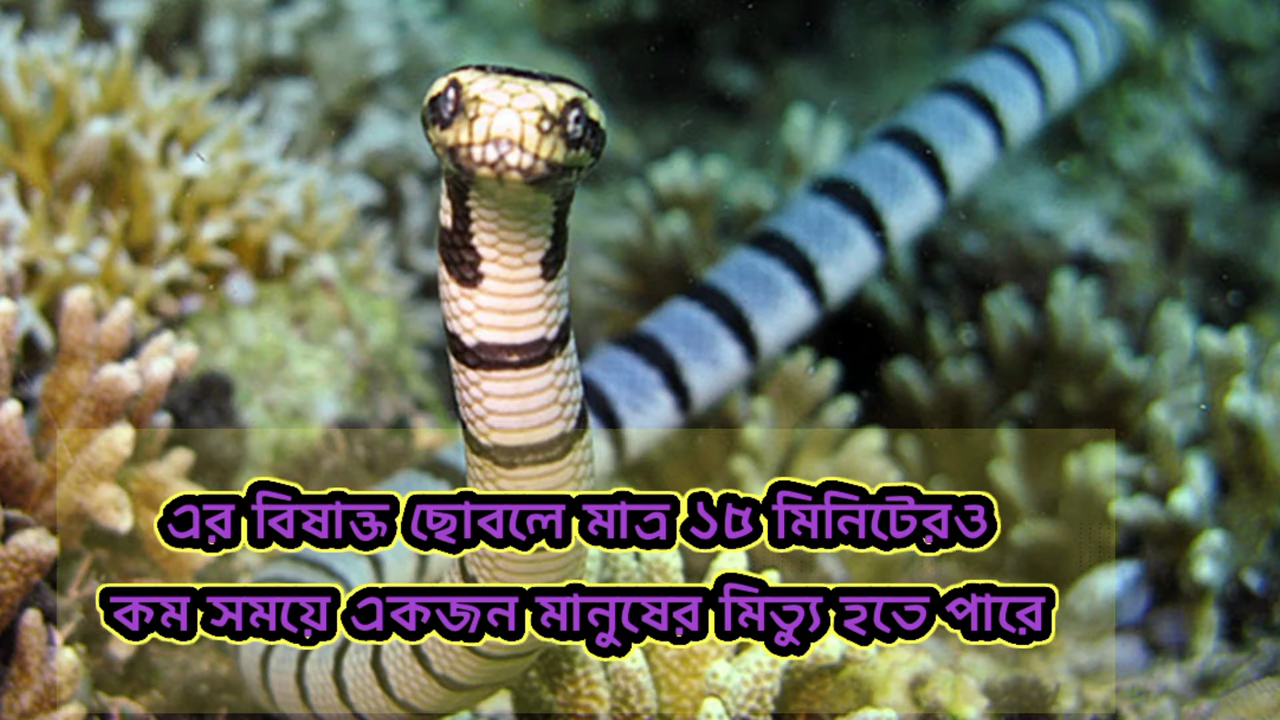 এর বিষাক্ত ছোবলে মাত্র ১৫ মিনিটেরও
কম সময়ে একজন মানুষের মিত্যু হতে পারে